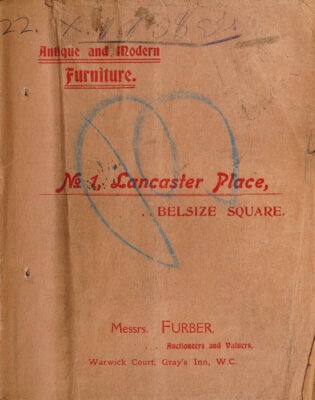 22.
Antique and Modern
Furniture.
No 1, Lancaster Place,
. . BELSIZE SQUARE.
Messrs. FURBER,
. . . Auctioneers and Valuers,
Warwick Court, Gray's Inn, W.C.